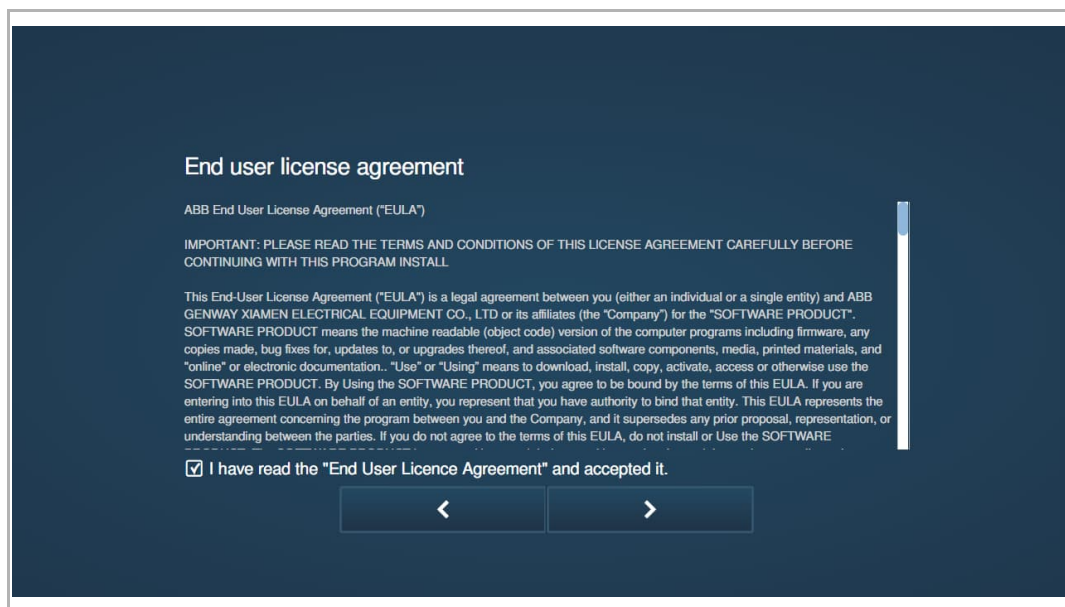 End user license agreement
ABB End User License Agreement ("EULA")
IMPORTANT: PLEASE READ THE TERMS AND CONDITIONS OF THIS LICENSE AGREEMENT CAREFULLY BEFORE
CONTINUING WITH THIS PROGRAM INSTALL
This End-User License Agreement ("EULA") is a legal agreement between you (either an individual or a single entity) and ABB
GENWAY XIAMEN ELECTRICAL EQUIPMENT CO., LTD or its affiliates (the "Company") for the "SOFTWARE PRODUCT".
SOFTWARE PRODUCT means the machine readable (object code) version of the computer programs including firmware, any
copies made, bug fixes for, updates to, or upgrades thereof, and associated software components, media, printed materials, and
"online" or electronic documentation.. "Use" or "Using" means to download, install, copy, activate, access or otherwise use the
SOFTWARE PRODUCT. By Using the SOFTWARE PRODUCT, you agree to be bound by the terms of this EULA. If you are
entering into this EULA on behalf of an entity, you represent that you have authority to bind that entity. This EULA represents the
entire agreement concerning the program between you and the Company, and it supersedes any prior proposal, representation, or
understanding between the parties. If you do not agree to the terms of this EULA, do not install or Use the SOFTWARE
I have read the "End User Licence Agreement" and accepted it.